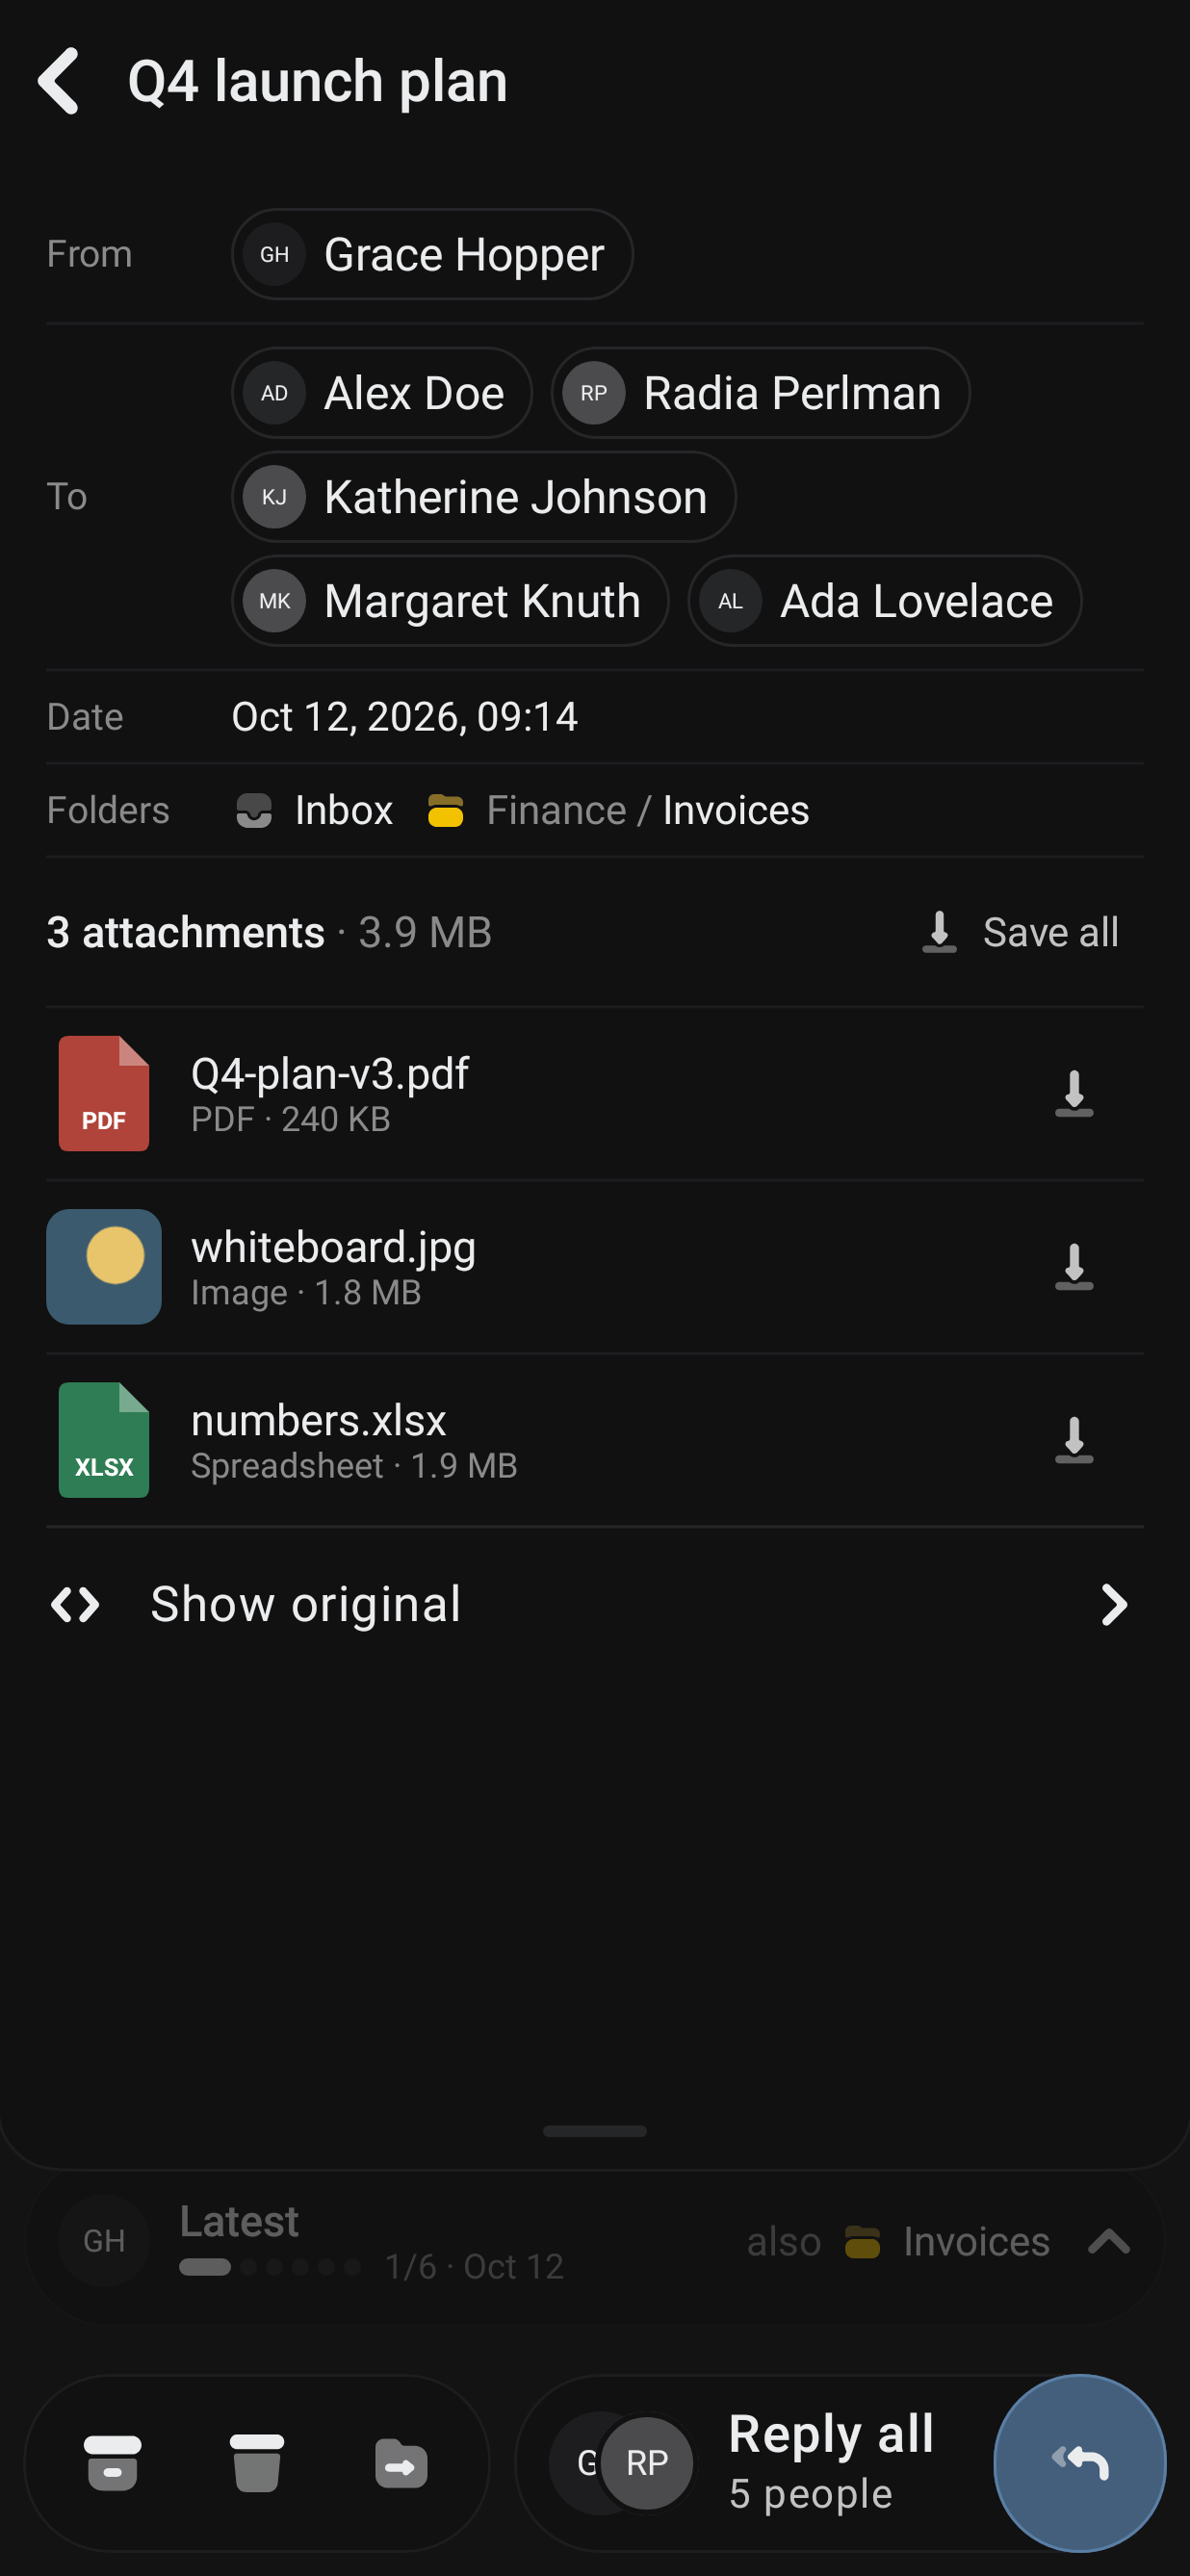 Q4 launch plan
From
GH Grace Hopper
AD Alex Doe RP Radia Perlman
To
KJ Katherine Johnson
MK Margaret Knuth AL Ada Lovelace
Date Oct 12, 2026, 09:14
Folders Inbox Finance / Invoices
3 attachments · 3.9 MB Save all
PDF
Q4-plan-v3.pdf
PDF · 240 KB
whiteboard.jpg
Image · 1.8 MB
XLSX
numbers.xlsx
Spreadsheet · 1.9 MB
Show original
GH
Latest
1/6 · Oct 12
also Invoices
G RP
Reply all
5 people